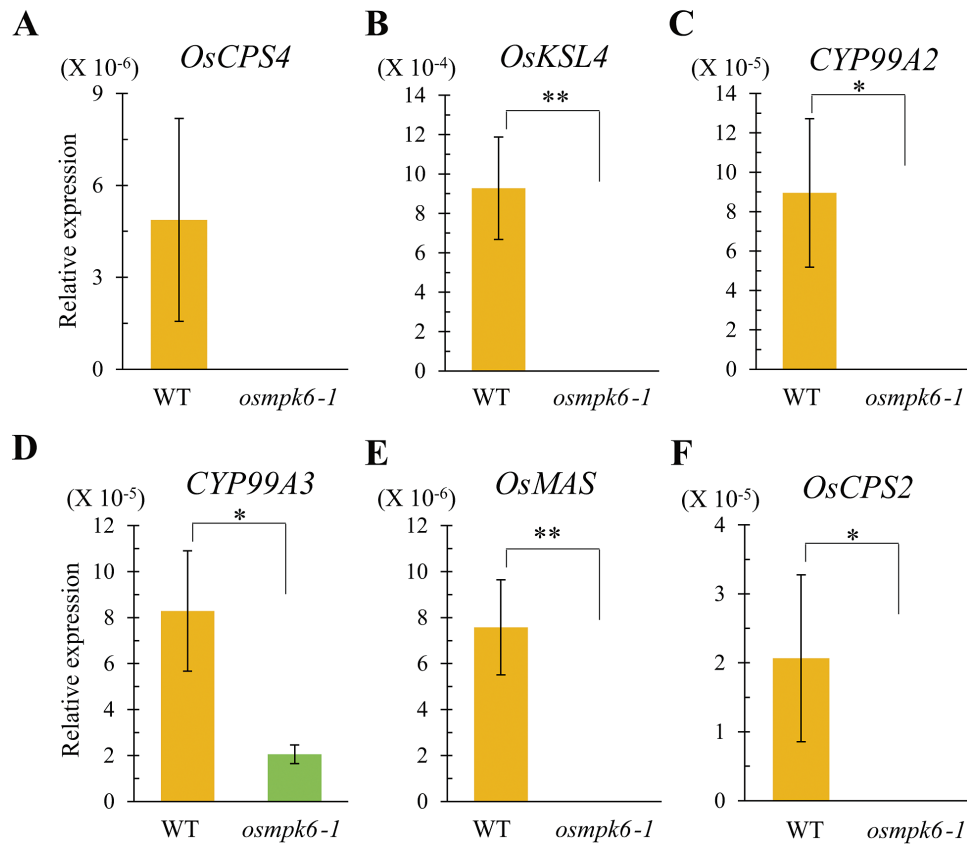 A
OsCPS4
(X 10-6)
9
6
3
0
Relative expression
WT osmpk6-1
B
OsKSL4
(X 10-4)
14
12
10
8
6
4
2
0
**
WT osmpk6-1
C
CYP99A2
(X 10-5)
14
12
10
8
6
4
2
0
*
WT osmpk6-1
D
CYP99A3
(X 10-5)
12
10
8
6
4
2
0
Relative expression
*
WT osmpk6-1
E
OsMAS
(X 10-6)
12
10
8
6
4
2
0
**
WT osmpk6-1
F
OsCPS2
(X 10-5)
4
3
2
1
0
*
WT osmpk6-1